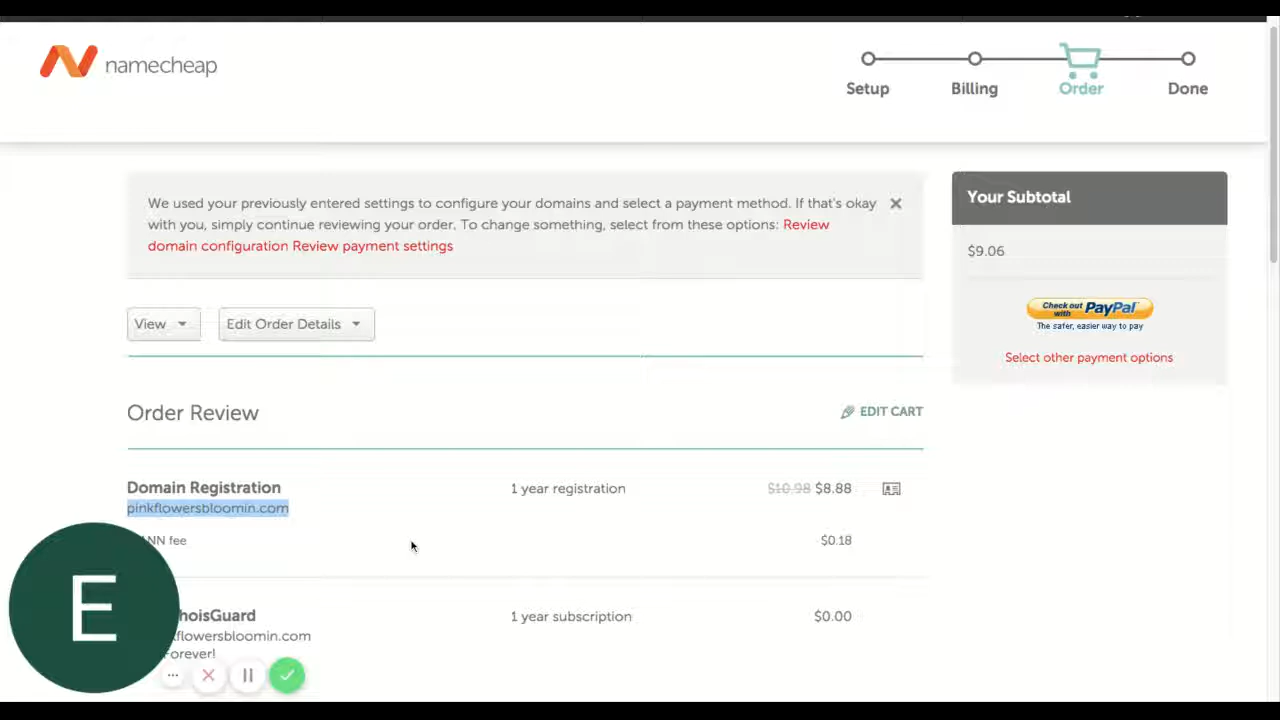 namecheap
Setup
Billing
Order
Done
We used your previously entered settings to configure your domains and select a payment method. If that's okay
with you, simply continue reviewing your order. To change something, select from these options: Review
domain configuration Review payment settings
Your Subtotal
$9.06
Check out with PayPal
The safer, easier way to pay
Select other payment options
View
Edit Order Details
Order Review
EDIT CART
Domain Registration
1 year registration
$10.98 $8.88
pinkflowersbloomin.com
NN fee
$0.18
hoisGuard
1 year subscription
$0.00
flowersbloomin.com
Forever!
E